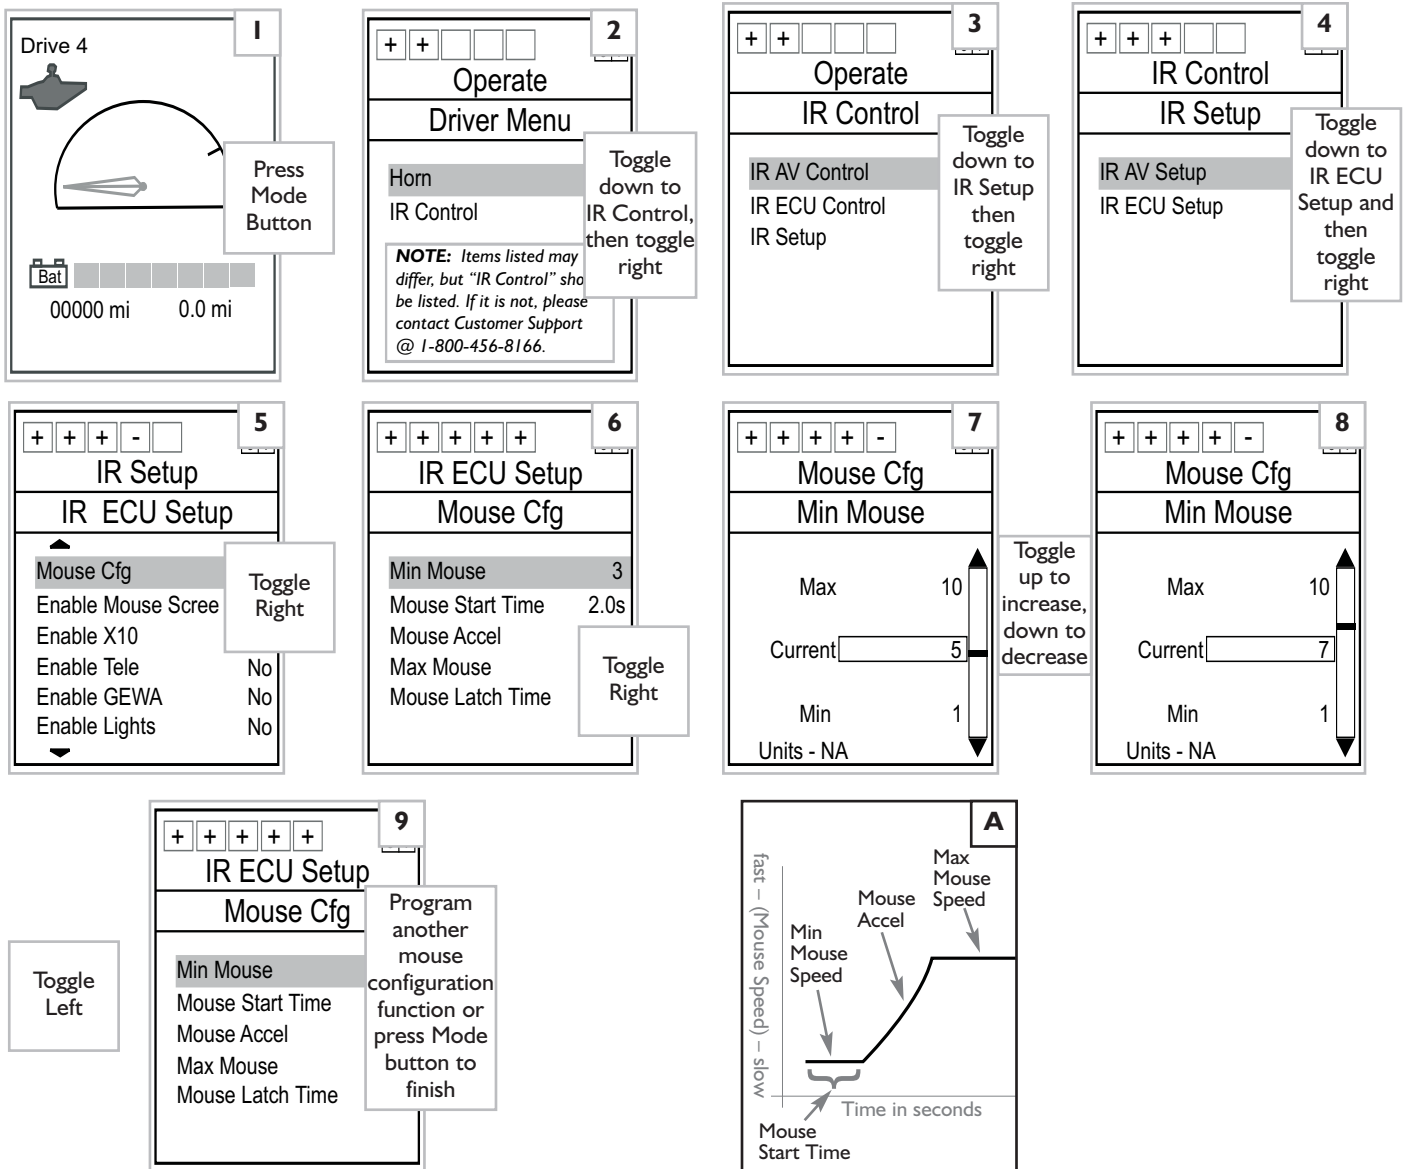 1
Drive 4
Press
Mode
Button
Bat
00000 mi 0.0 mi
2
+ +
Operate
Driver Menu
Horn
IR Control
Toggle
down to
IR Control,
then toggle
right
NOTE: Items listed may
differ, but “IR Control” sho
be listed. If it is not, please
contact Customer Support
@ 1-800-456-8166.
3
+ +
Operate
IR Control
IR AV Control
IR ECU Control
IR Setup
Toggle
down to
IR Setup
then
toggle
right
4
+ + +
IR Control
IR Setup
IR AV Setup
IR ECU Setup
Toggle
down to
IR ECU
Setup and
then
toggle
right
5
+ + + -
IR Setup
IR ECU Setup
Mouse Cfg
Enable Mouse Scree
Enable X10
Enable Tele No
Enable GEWA No
Enable Lights No
Toggle
Right
6
+ + + + +
IR ECU Setup
Mouse Cfg
Min Mouse 3
Mouse Start Time 2.0s
Mouse Accel
Max Mouse
Mouse Latch Time
Toggle
Right
7
+ + + + -
Mouse Cfg
Min Mouse
Max 10
Current 5
Min 1
Units - NA
Toggle
up to
increase,
down to
decrease
8
+ + + + -
Mouse Cfg
Min Mouse
Max 10
Current 7
Min 1
Units - NA
Toggle
Left
9
+ + + + +
IR ECU Setup
Mouse Cfg
Min Mouse
Mouse Start Time
Mouse Accel
Max Mouse
Mouse Latch Time
Program
another
mouse
configuration
function or
press Mode
button to
finish
A
fast – (Mouse Speed) – slow
Max
Mouse
Speed
Mouse
Accel
Min
Mouse
Speed
Time in seconds
Mouse
Start Time